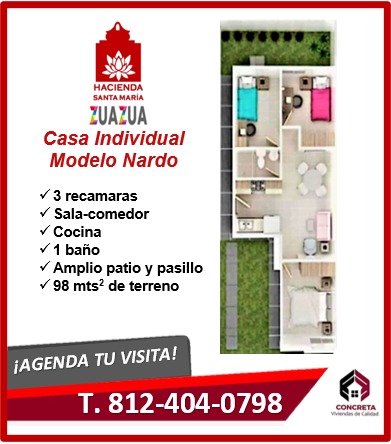 HACIENDA
SANTA MARÍA
ZUAZUA
Casa Individual
Modelo Nardo
✓ 3 recamaras
✓ Sala-comedor
✓ Cocina
✓ 1 baño
✓ Amplio patio y pasillo
✓ 98 mts² de terreno
¡AGENDA TU VISITA!
T. 812-404-0798
CONCRETA
Viviendas de Calidad